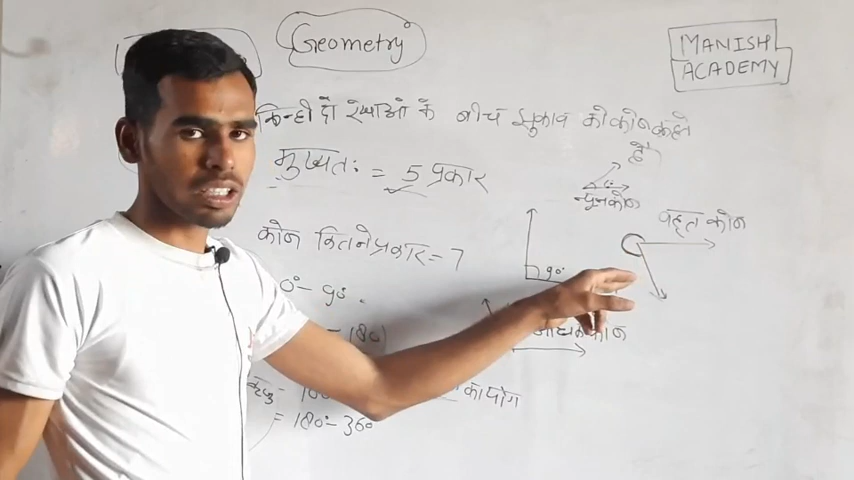 Geometry
MANISH
ACADEMY
किन्ही दो रेखाओं के बीच झुकाव को कोण कहते
है
मुख्यतः = 5 प्रकार
न्यूनकोण
वृहत कोण
कोण कितने प्रकार = 7
90°
0° - 90°
- 180
कोण
का योग
= 180° - 360°